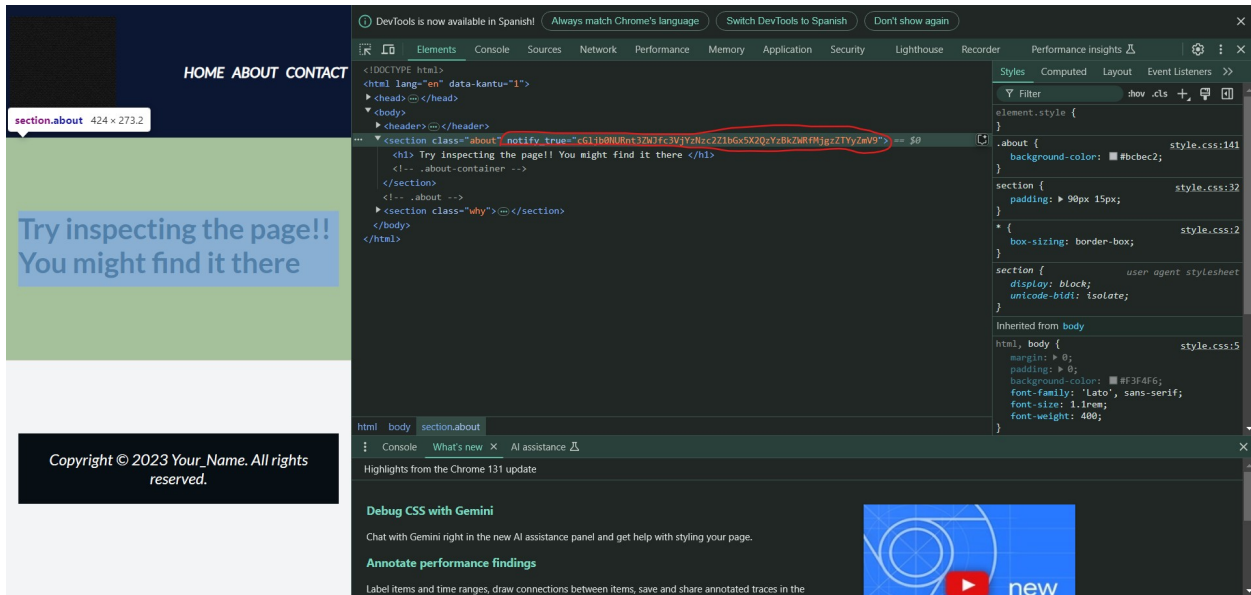 DevTools is now available in Spanish! Always match Chrome's language Switch DevTools to Spanish Don't show again
HOME ABOUT CONTACT
section.about 424 × 273.2
Try inspecting the page!!
You might find it there
Copyright © 2023 Your_Name. All rights
reserved.
Elements Console Sources Network Performance Memory Application Security Lighthouse Recorder Performance insights
<!DOCTYPE html>
<html lang="en" data-kantu="1">
<head> </head>
<body>
<header> </header>
<section class="about" notify_true="cGljb0NURnt3ZWJfc3VjYzNzc2Z1bGx5X2QzYzBkZWRfMjgzZTYyZmV9"> == $0
<h1> Try inspecting the page!! You might find it there </h1>
<!-- .about-container -->
</section>
<!-- .about -->
<section class="why"> </section>
</body>
</html>
html body section.about
Styles Computed Layout Event Listeners
Filter :hov .cls
element.style {
}
.about { style.css:141
background-color: #bcbec2;
}
section { style.css:32
padding: 90px 15px;
}
* { style.css:2
box-sizing: border-box;
}
section { user agent stylesheet
display: block;
unicode-bidi: isolate;
}
Inherited from body
html, body { style.css:5
margin: 0;
padding: 0;
background-color: #F3F4F6;
font-family: 'Lato', sans-serif;
font-size: 1.1rem;
font-weight: 400;
}
Console What's new AI assistance
Highlights from the Chrome 131 update
Debug CSS with Gemini
Chat with Gemini right in the new AI assistance panel and get help with styling your page.
Annotate performance findings
Label items and time ranges, draw connections between items, save and share annotated traces in the
new